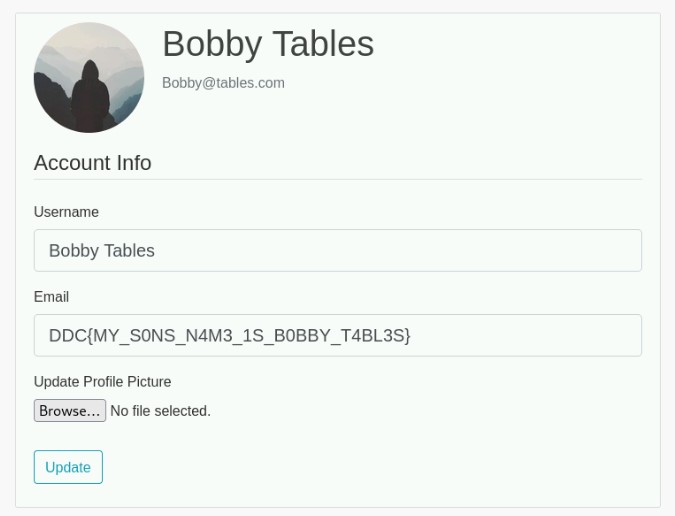 Bobby Tables
Bobby@tables.com
Account Info
Username
Bobby Tables
Email
DDC{MY_S0NS_N4M3_1S_B0BBY_T4BL3S}
Update Profile Picture
Browse... No file selected.
Update